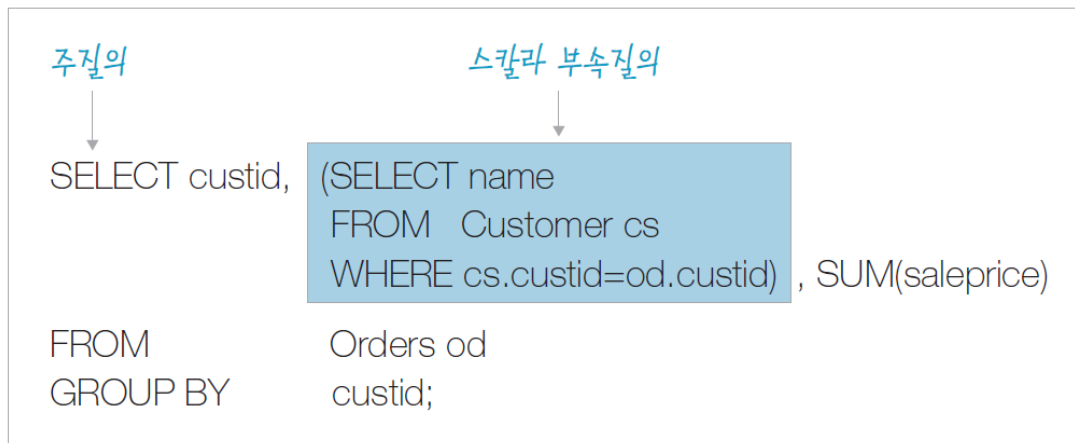 주질의 스칼라 부속질의
SELECT custid, (SELECT name
FROM Customer cs
WHERE cs.custid=od.custid) , SUM(saleprice)
FROM Orders od
GROUP BY custid;